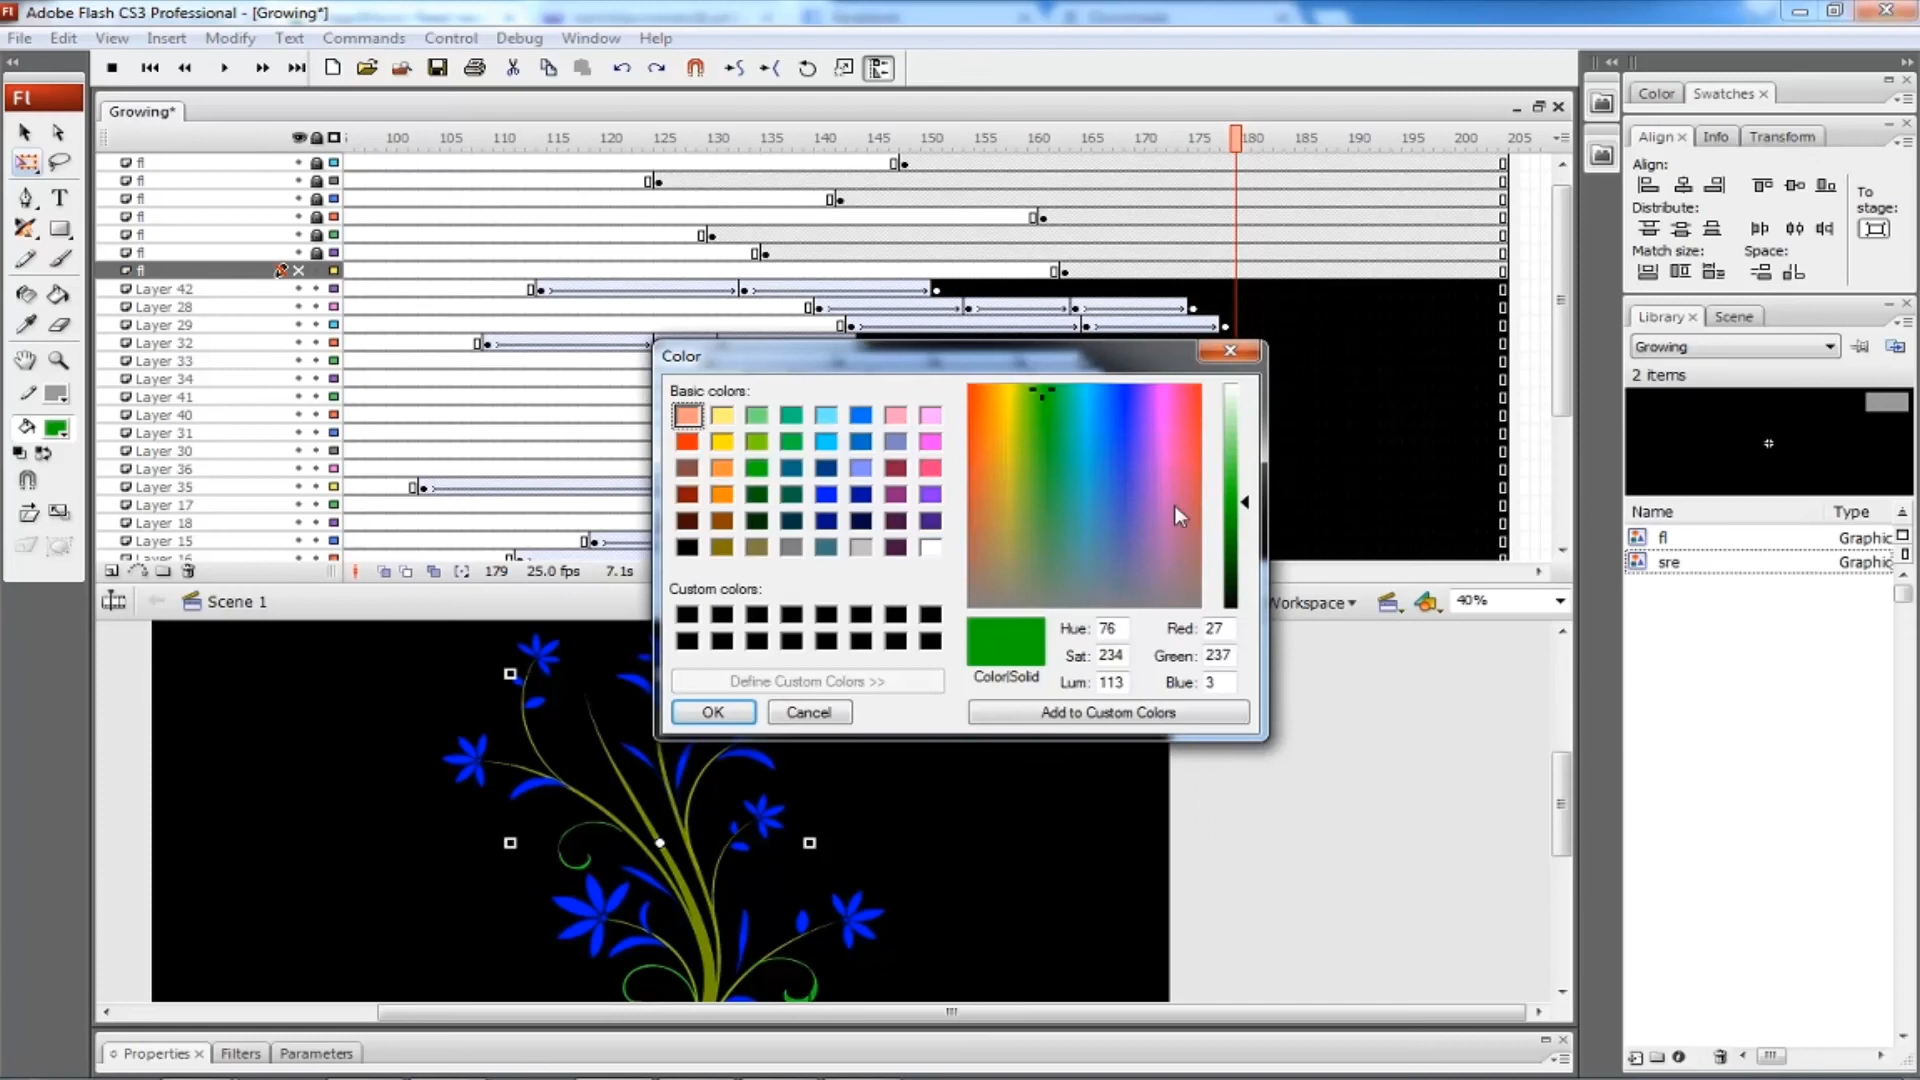 Adobe Flash CS3 Professional - [Growing*]
File Edit View Insert Modify Text Commands Control Debug Window Help
Fl
Growing*
100 105 110 115 120 125 130 135 140 145 150 155 160 165 170 175 180 185 190 195 200 205
fl
fl
fl
fl
fl
fl
fl
Layer 42
Layer 28
Layer 29
Layer 32
Layer 33
Layer 34
Layer 41
Layer 40
Layer 31
Layer 30
Layer 36
Layer 35
Layer 17
Layer 18
Layer 15
Layer 16
179 25.0 fps 7.1s
Scene 1
Workspace
40%
Color
Basic colors:
Custom colors:
Define Custom Colors >>
OK Cancel
Color|Solid
Hue: 76 Red: 27
Sat: 234 Green: 237
Lum: 113 Blue: 3
Add to Custom Colors
Color Swatches
Align Info Transform
Align:
To
Distribute:
stage:
Match size: Space:
Library Scene
Growing
2 items
Name Type
fl Graphic
sre Graphic
Properties Filters Parameters